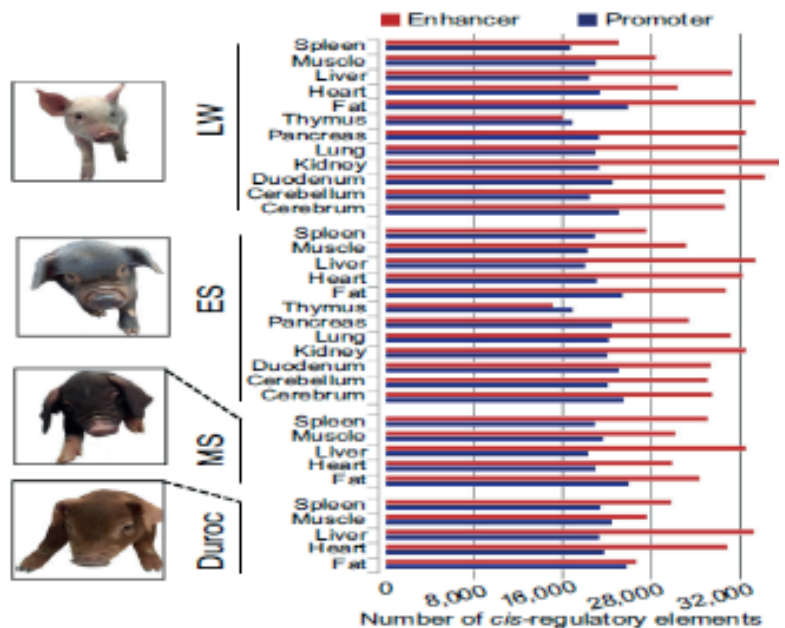 Enhancer Promoter
LW
Spleen
Muscle
Liver
Heart
Fat
Thymus
Pancreas
Lung
Kidney
Duodenum
Cerebellum
Cerebrum
ES
Spleen
Muscle
Liver
Heart
Fat
Thymus
Pancreas
Lung
Kidney
Duodenum
Cerebellum
Cerebrum
MS
Spleen
Muscle
Liver
Heart
Fat
Duroc
Spleen
Muscle
Liver
Heart
Fat
0 8,000 16,000 28,000 32,000
Number of cis-regulatory elements